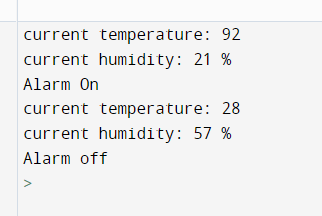 current temperature: 92
current humidity: 21 %
Alarm On
current temperature: 28
current humidity: 57 %
Alarm off
>